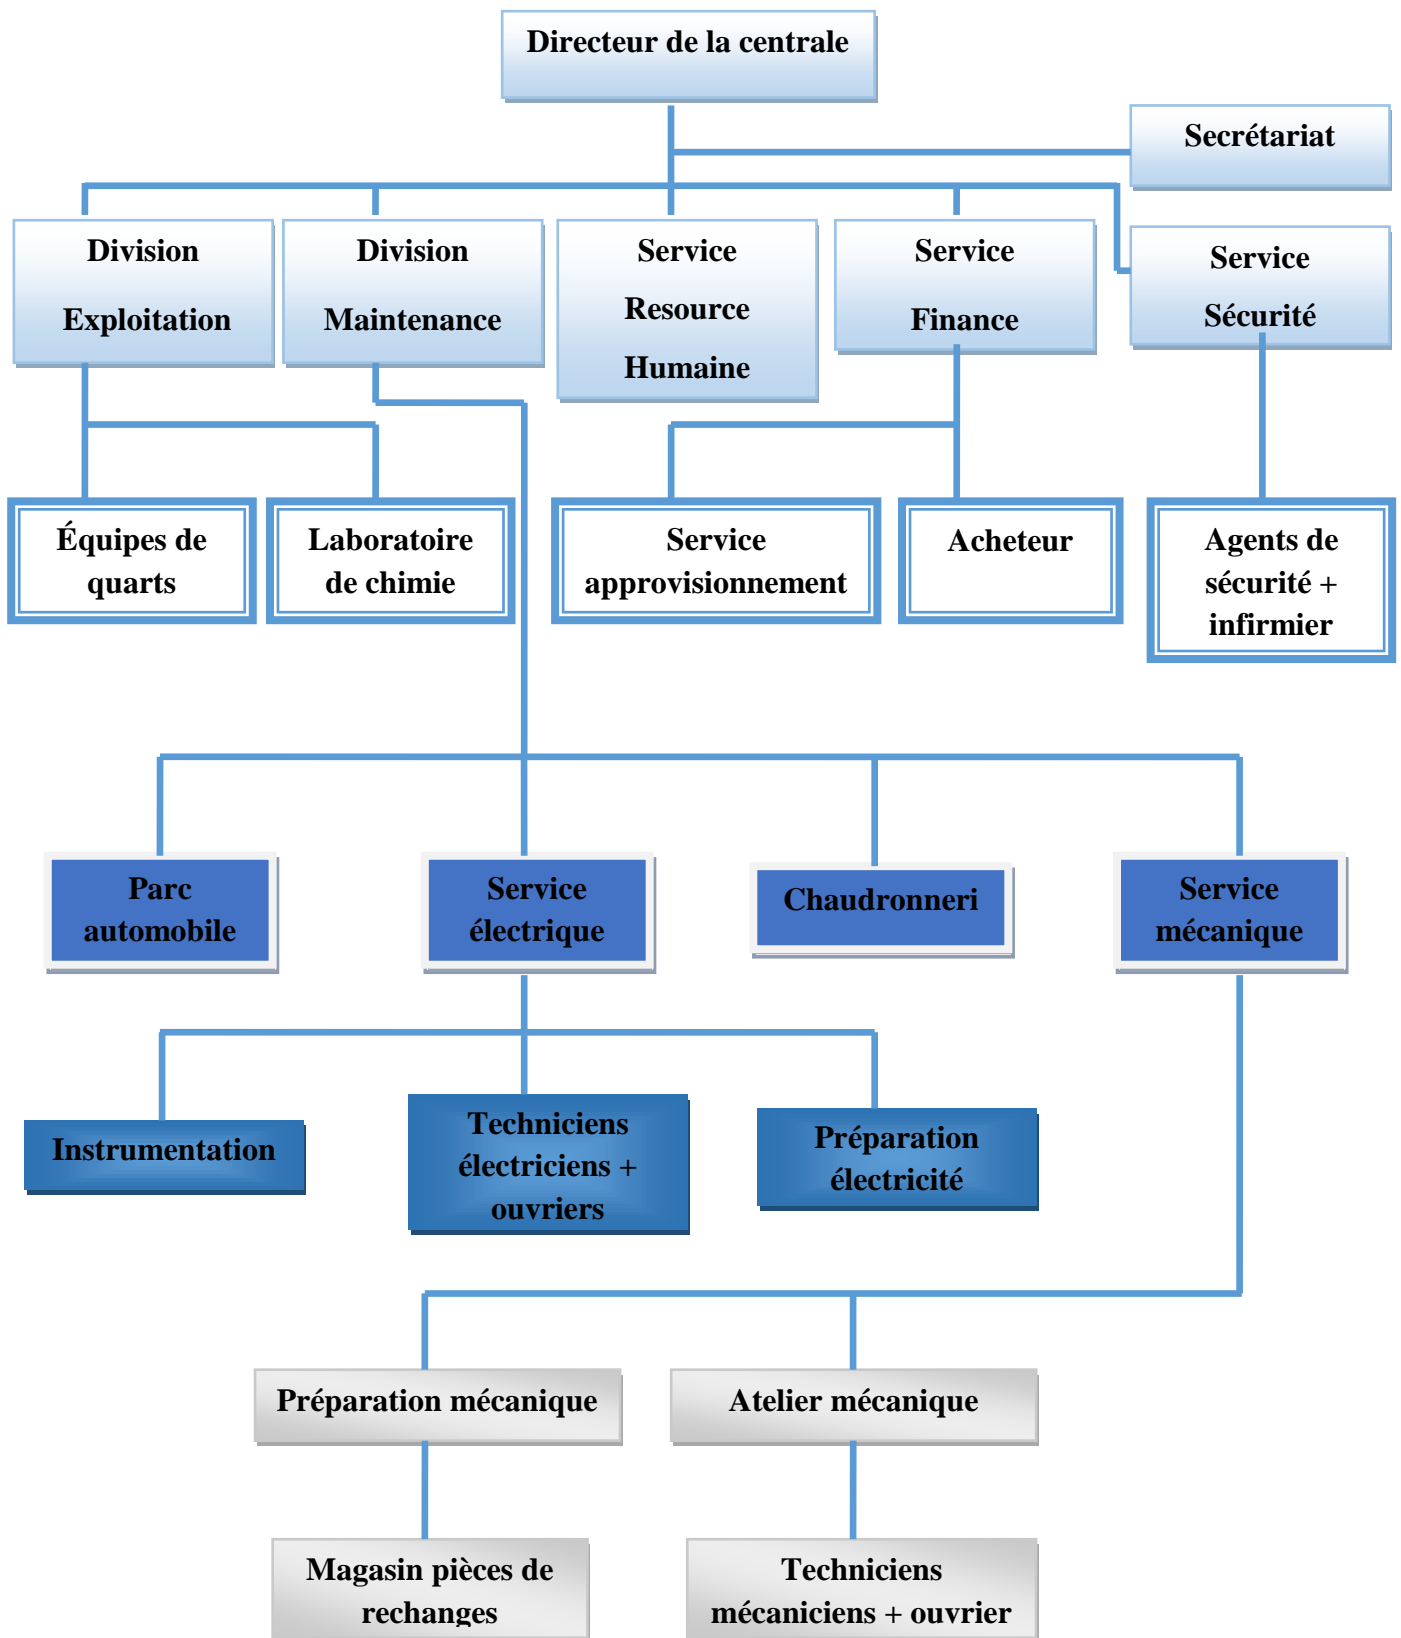 Directeur de la centrale
Secrétariat
Division
Exploitation
Division
Maintenance
Service
Resource
Humaine
Service
Finance
Service
Sécurité
Équipes de
quarts
Laboratoire
de chimie
Service
approvisionnement
Acheteur
Agents de
sécurité +
infirmier
Parc
automobile
Service
électrique
Chaudronneri
Service
mécanique
Instrumentation
Techniciens
électriciens +
ouvriers
Préparation
électricité
Préparation mécanique
Atelier mécanique
Magasin pièces de
rechanges
Techniciens
mécaniciens + ouvrier